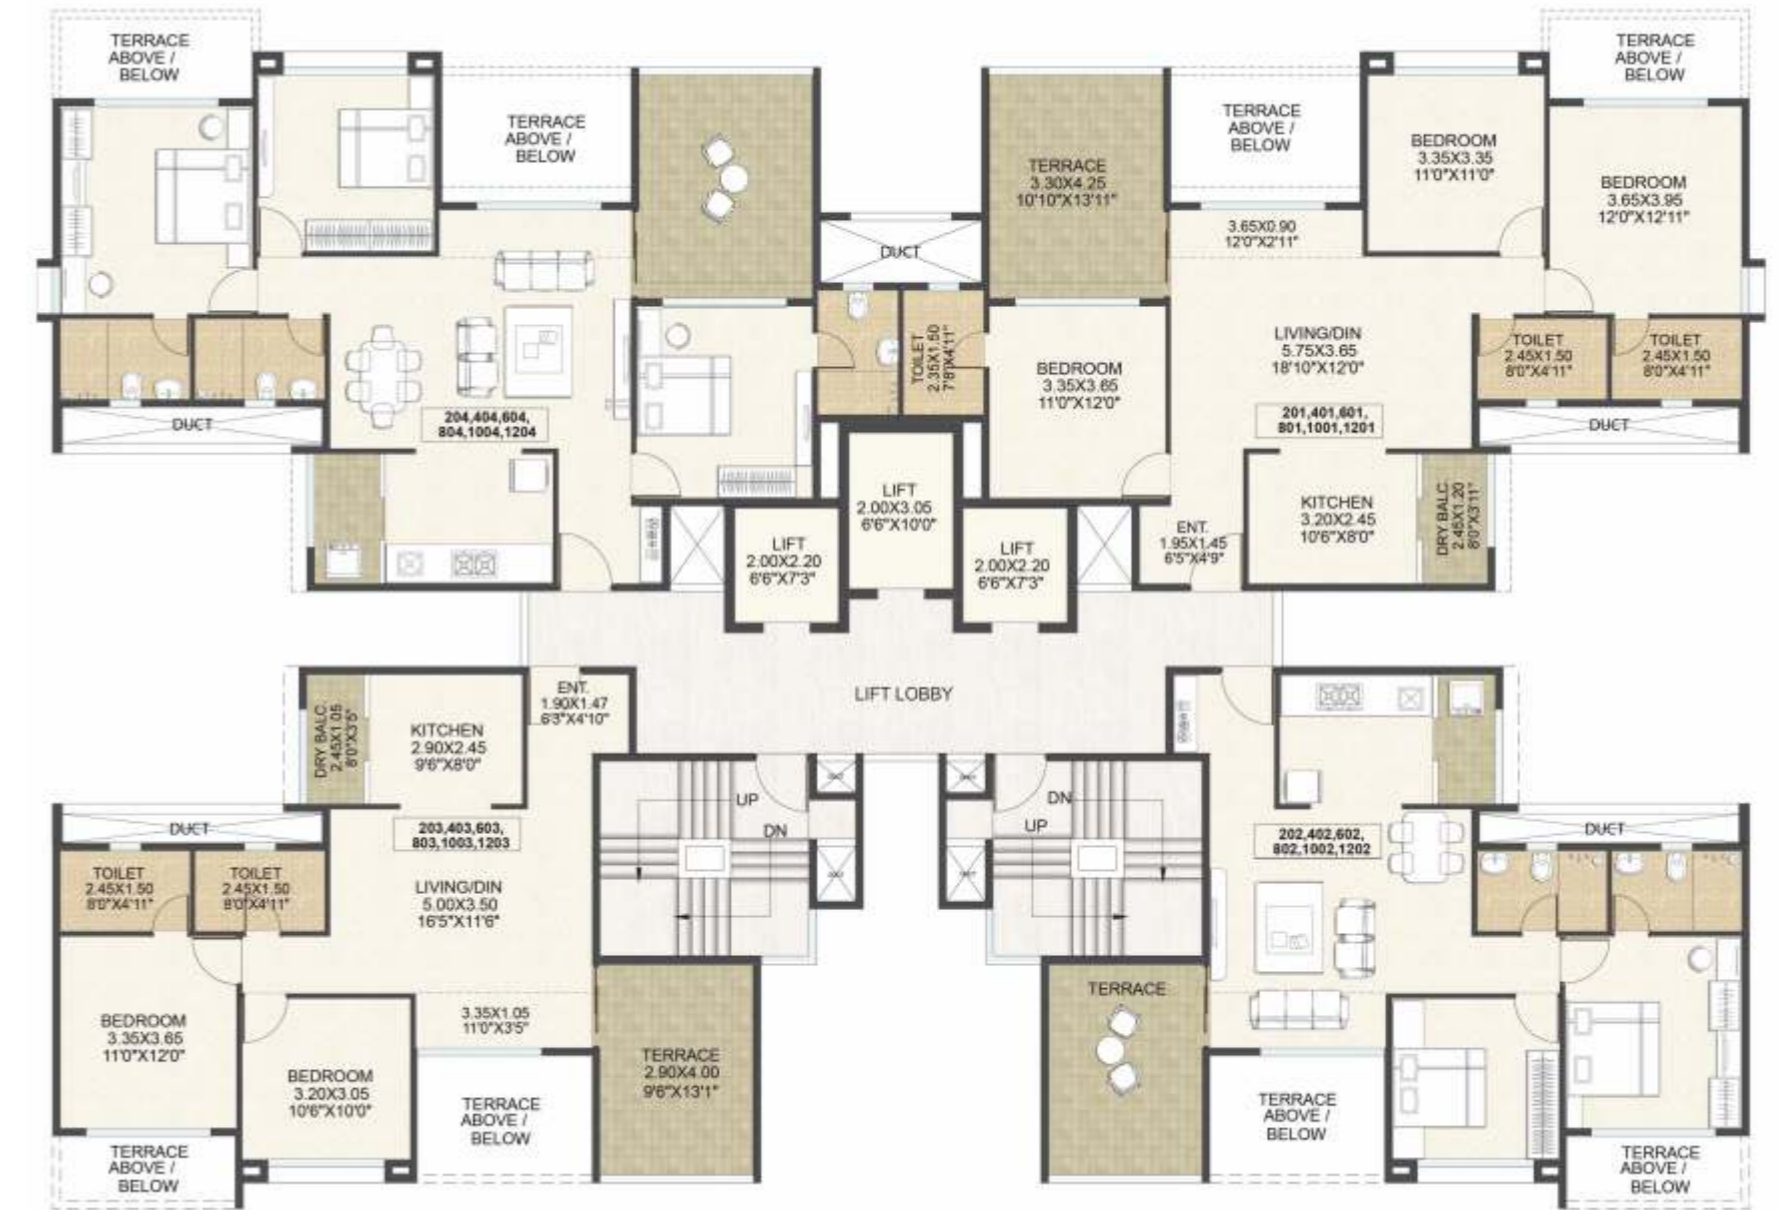 TERRACE
ABOVE /
BELOW
TERRACE
ABOVE /
BELOW
TERRACE
3.30X4.25
10'10"X13'11"
TERRACE
ABOVE /
BELOW
3.65X0.90
12'0"X2'11"
BEDROOM
3.35X3.35
11'0"X11'0"
TERRACE
ABOVE /
BELOW
BEDROOM
3.65X3.95
12'0"X12'11"
DUCT
TOILET
2.35X1.50
7'8"X4'11"
BEDROOM
3.35X3.65
11'0"X12'0"
LIVING/DIN
5.75X3.65
18'10"X12'0"
TOILET
2.45X1.50
8'0"X4'11"
TOILET
2.45X1.50
8'0"X4'11"
DUCT
204,404,604,
804,1004,1204
201,401,601,
801,1001,1201
DUCT
LIFT
2.00X2.20
6'6"X7'3"
LIFT
2.00X3.05
6'6"X10'0"
LIFT
2.00X2.20
6'6"X7'3"
ENT.
1.95X1.45
6'5"X4'9"
KITCHEN
3.20X2.45
10'6"X8'0"
DRY BALC.
2.45X1.20
8'0"X3'11"
LIFT LOBBY
DRY BALC.
2.45X1.05
8'0"X3'5"
KITCHEN
2.90X2.45
9'6"X8'0"
ENT.
1.90X1.47
6'3"X4'10"
UP
DN
DN
UP
DUCT
203,403,603,
803,1003,1203
202,402,602,
802,1002,1202
DUCT
TOILET
2.45X1.50
8'0"X4'11"
TOILET
2.45X1.50
8'0"X4'11"
LIVING/DIN
5.00X3.50
16'5"X11'6"
BEDROOM
3.35X3.65
11'0"X12'0"
BEDROOM
3.20X3.05
10'6"X10'0"
3.35X1.05
11'0"X3'5"
TERRACE
2.90X4.00
9'6"X13'1"
TERRACE
TERRACE
ABOVE /
BELOW
TERRACE
ABOVE /
BELOW
TERRACE
ABOVE /
BELOW
TERRACE
ABOVE /
BELOW